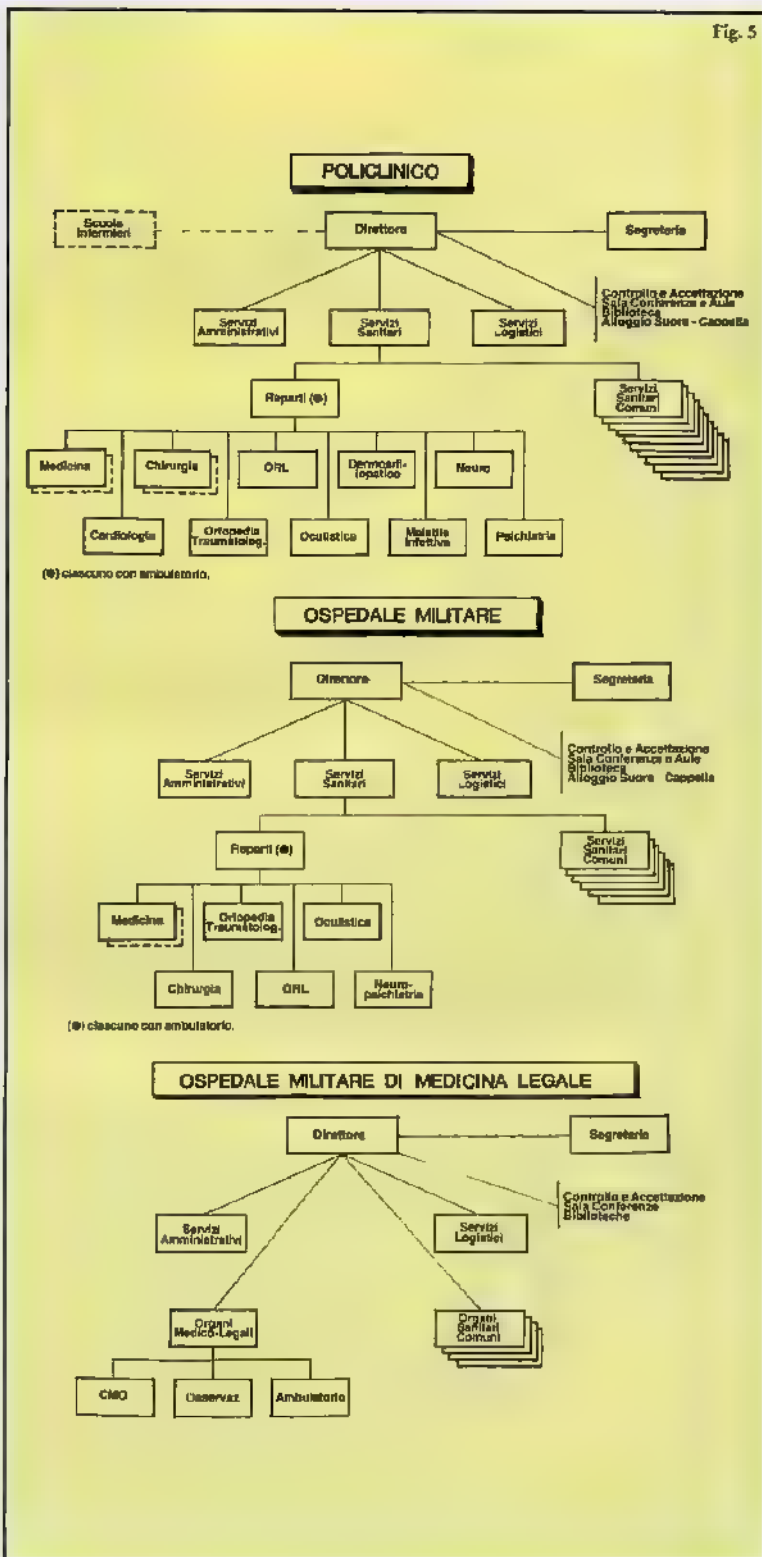 Fig. 5
POLICLINICO
Scuola
Infermieri
Direttore
Segreteria
Controllo e Accettazione
Sala Conferenze e Aule
Biblioteca
Alloggio Suore - Cappella
Servizi
Amministrativi
Servizi
Sanitari
Servizi
Logistici
Reparti (●)
Servizi
Sanitari
Comuni
Medicina
Chirurgia
ORL
Dermosifi-
lopatico
Neuro
Cardiologia
Ortopedia
Traumatolog.
Oculistica
Malattie
Infettive
Psichiatria
(●) ciascuno con ambulatorio.
OSPEDALE MILITARE
Direttore
Segreteria
Controllo e Accettazione
Sala Conferenze e Aule
Biblioteca
Alloggio Suore - Cappella
Servizi
Amministrativi
Servizi
Sanitari
Servizi
Logistici
Reparti (●)
Servizi
Sanitari
Comuni
Medicina
Ortopedia
Traumatolog.
Oculistica
Chirurgia
ORL
Neuro-
psichiatria
(●) ciascuno con ambulatorio.
OSPEDALE MILITARE DI MEDICINA LEGALE
Direttore
Segreteria
Controllo e Accettazione
Sala Conferenze
Biblioteche
Servizi
Amministrativi
Servizi
Logistici
Organi
Medico-Legali
Organi
Sanitari
Comuni
CMO
Osservaz.
Ambulatorio